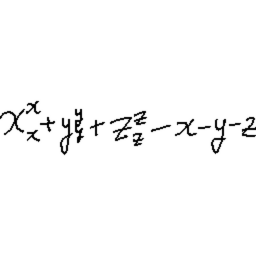 $x_x^x + y_y^y + z_z^z - x - y - z$